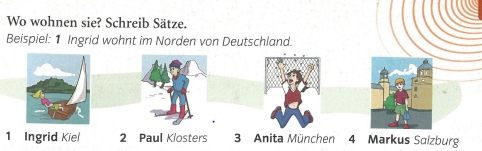 Wo wohnen sie? Schreib Sätze.
Beispiel: 1 Ingrid wohnt im Norden von Deutschland.
1 Ingrid Kiel 2 Paul Klosters 3 Anita München 4 Markus Salzburg